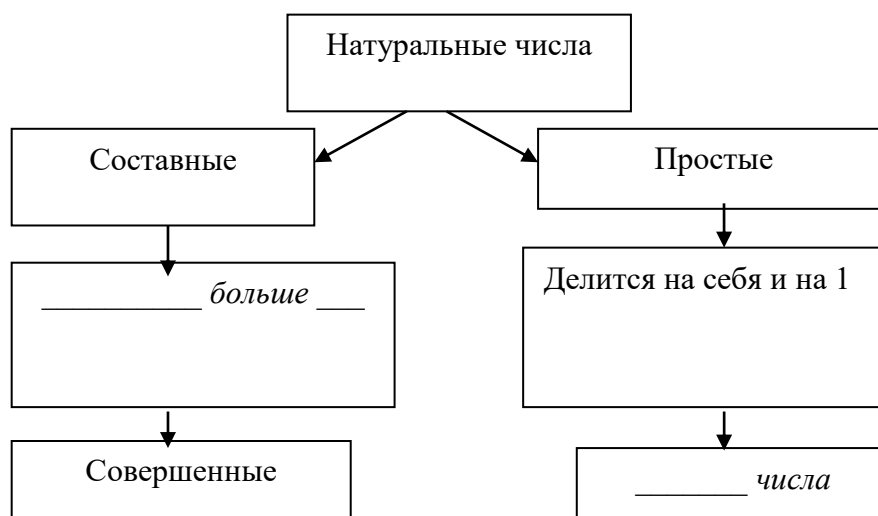 Натуральные числа
Составные
Простые
__________ больше ___
Делится на себя и на 1
Совершенные
_______ числа